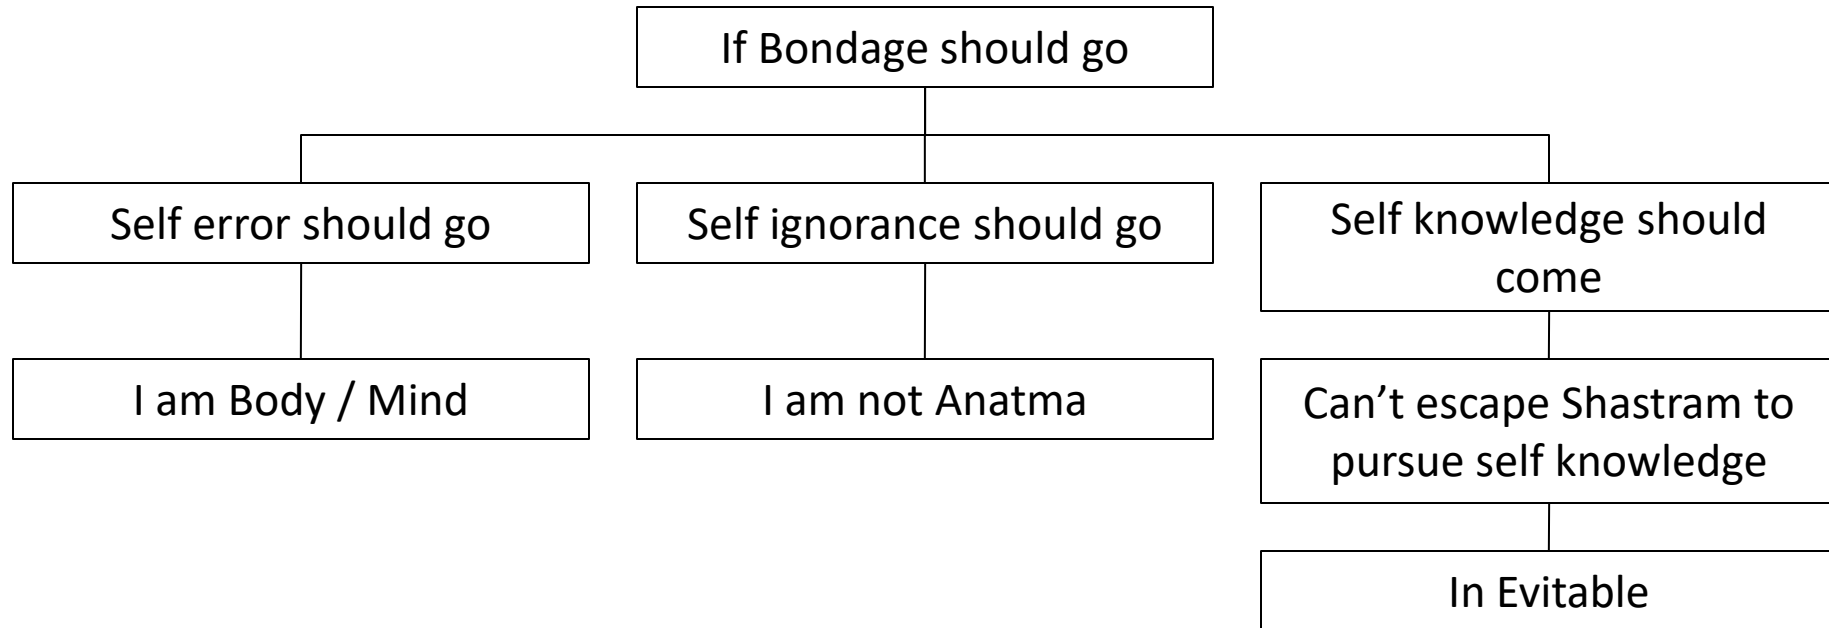 If Bondage should go
Self error should go
Self ignorance should go
Self knowledge should
come
I am Body / Mind
I am not Anatma
Can’t escape Shastram to
pursue self knowledge
In Evitable